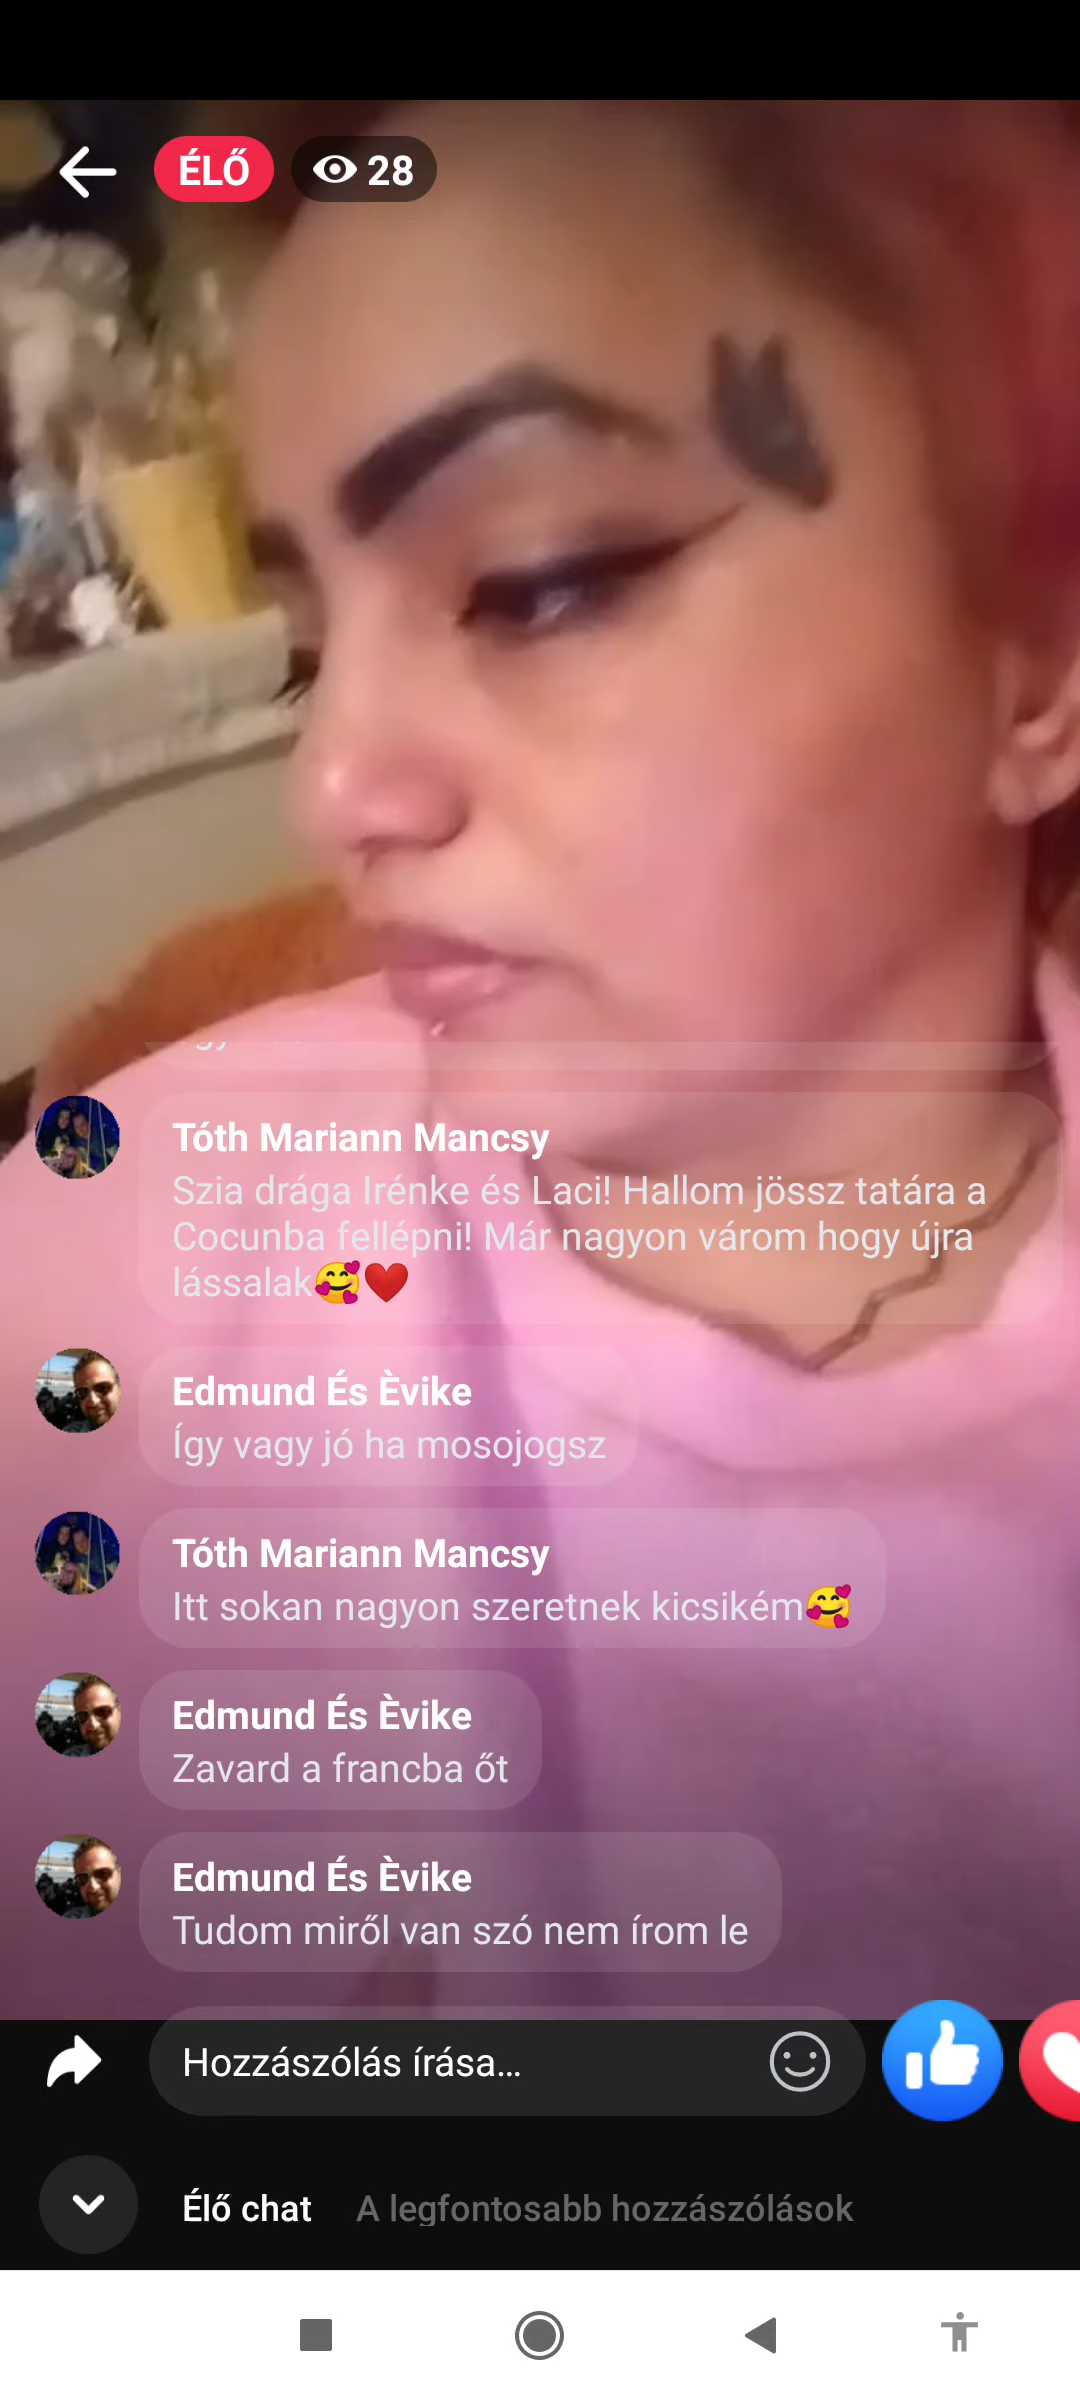 ÉLŐ
28
Tóth Mariann Mancsy
Szia drága Irénke és Laci! Hallom jössz tatára a
Cocunba fellépni! Már nagyon várom hogy újra
lássalak🥰❤️
Edmund És Èvike
Így vagy jó ha mosojogsz
Tóth Mariann Mancsy
Itt sokan nagyon szeretnek kicsikém🥰
Edmund És Èvike
Zavard a francba őt
Edmund És Èvike
Tudom miről van szó nem írom le
Hozzászólás írása...
Élő chat
A legfontosabb hozzászólások